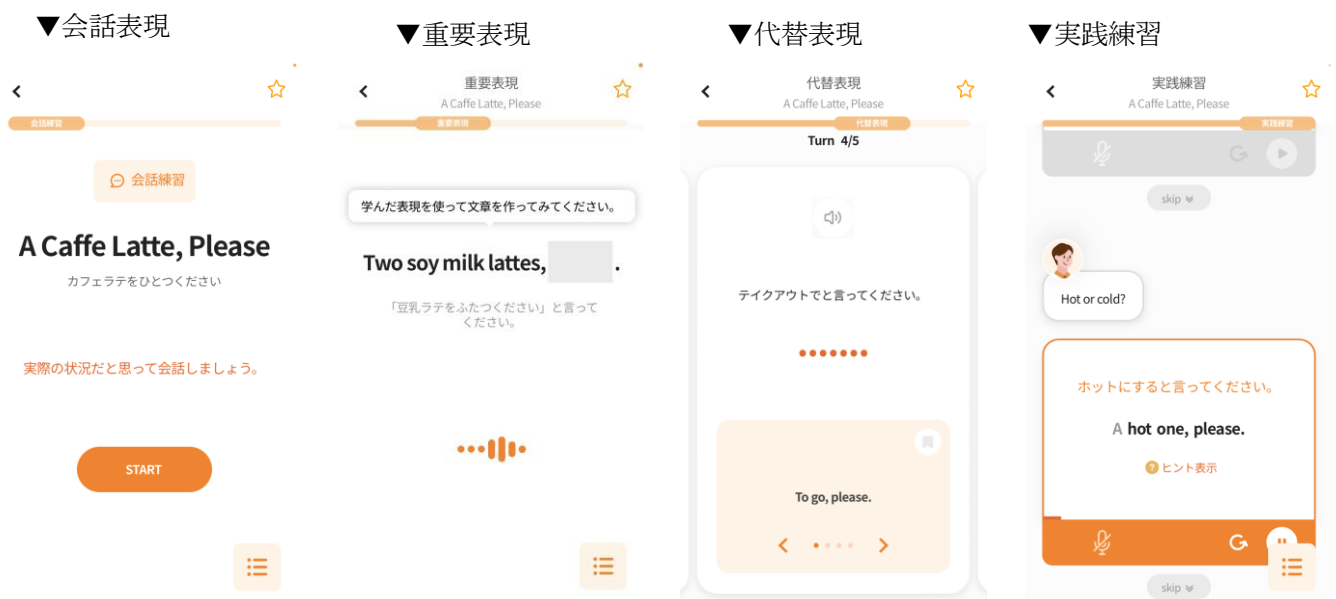 ▼会話表現
会話練習
会話練習
A Caffe Latte, Please
カフェラテをひとつください
実際の状況だと思って会話しましょう。
START
▼重要表現
重要表現
A Caffe Latte, Please
重要表現
学んだ表現を使って文章を作ってみてください。
Two soy milk lattes, .
「豆乳ラテをふたつください」と言って
ください。
▼代替表現
代替表現
A Caffe Latte, Please
代替表現
Turn 4/5
テイクアウトでと言ってください。
To go, please.
▼実践練習
実践練習
A Caffe Latte, Please
実践練習
skip
Hot or cold?
ホットにすると言ってください。
A hot one, please.
? ヒント表示
skip